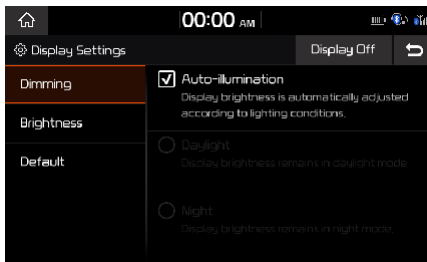 00:00 AM
Display Settings
Display Off
Dimming
Auto-illumination
Display brightness is automatically adjusted
according to lighting conditions.
Brightness
Daylight
Display brightness remains in daylight mode.
Default
Night
Display brightness remains in night mode.